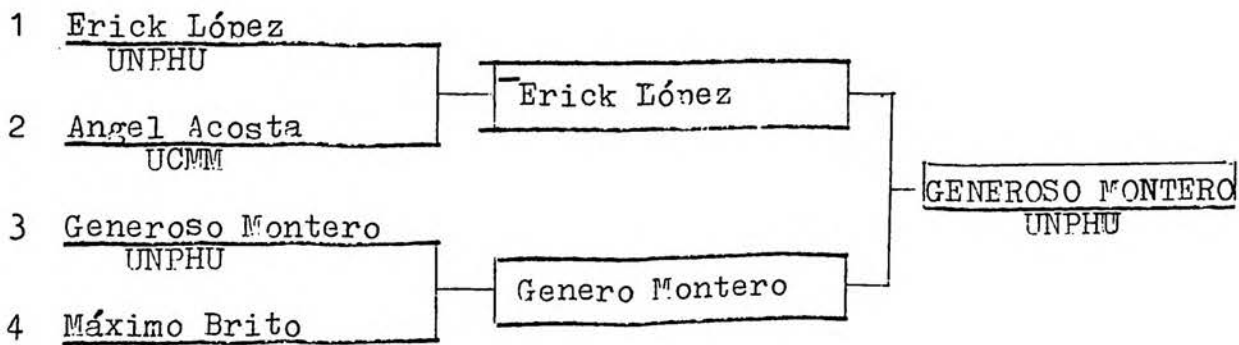 1 Erick López
UNPHU
2 Angel Acosta
UCMM
3 Generoso Montero
UNPHU
4 Máximo Brito
Erick López
Genero Montero
GENEROSO MONTERO
UNPHU